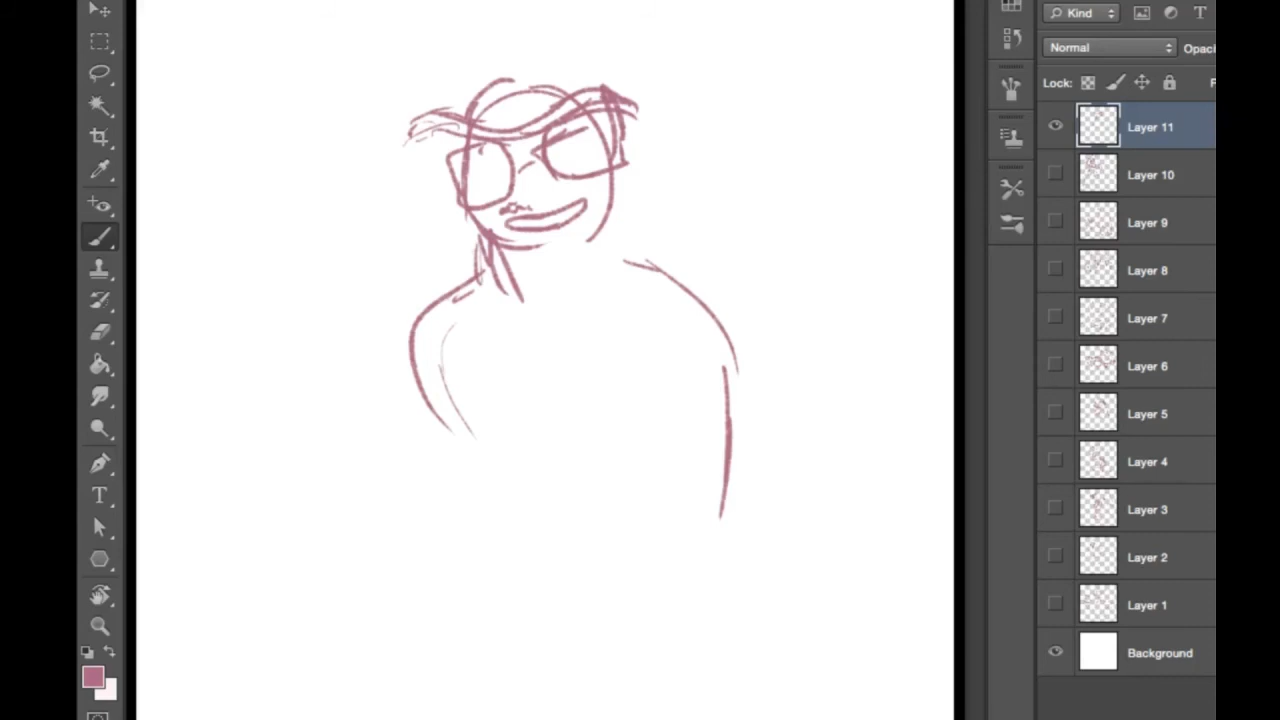 Kind
T
Normal
Opaci
Lock:
F
Layer 11
Layer 10
Layer 9
Layer 8
Layer 7
Layer 6
Layer 5
Layer 4
Layer 3
Layer 2
Layer 1
Background
T